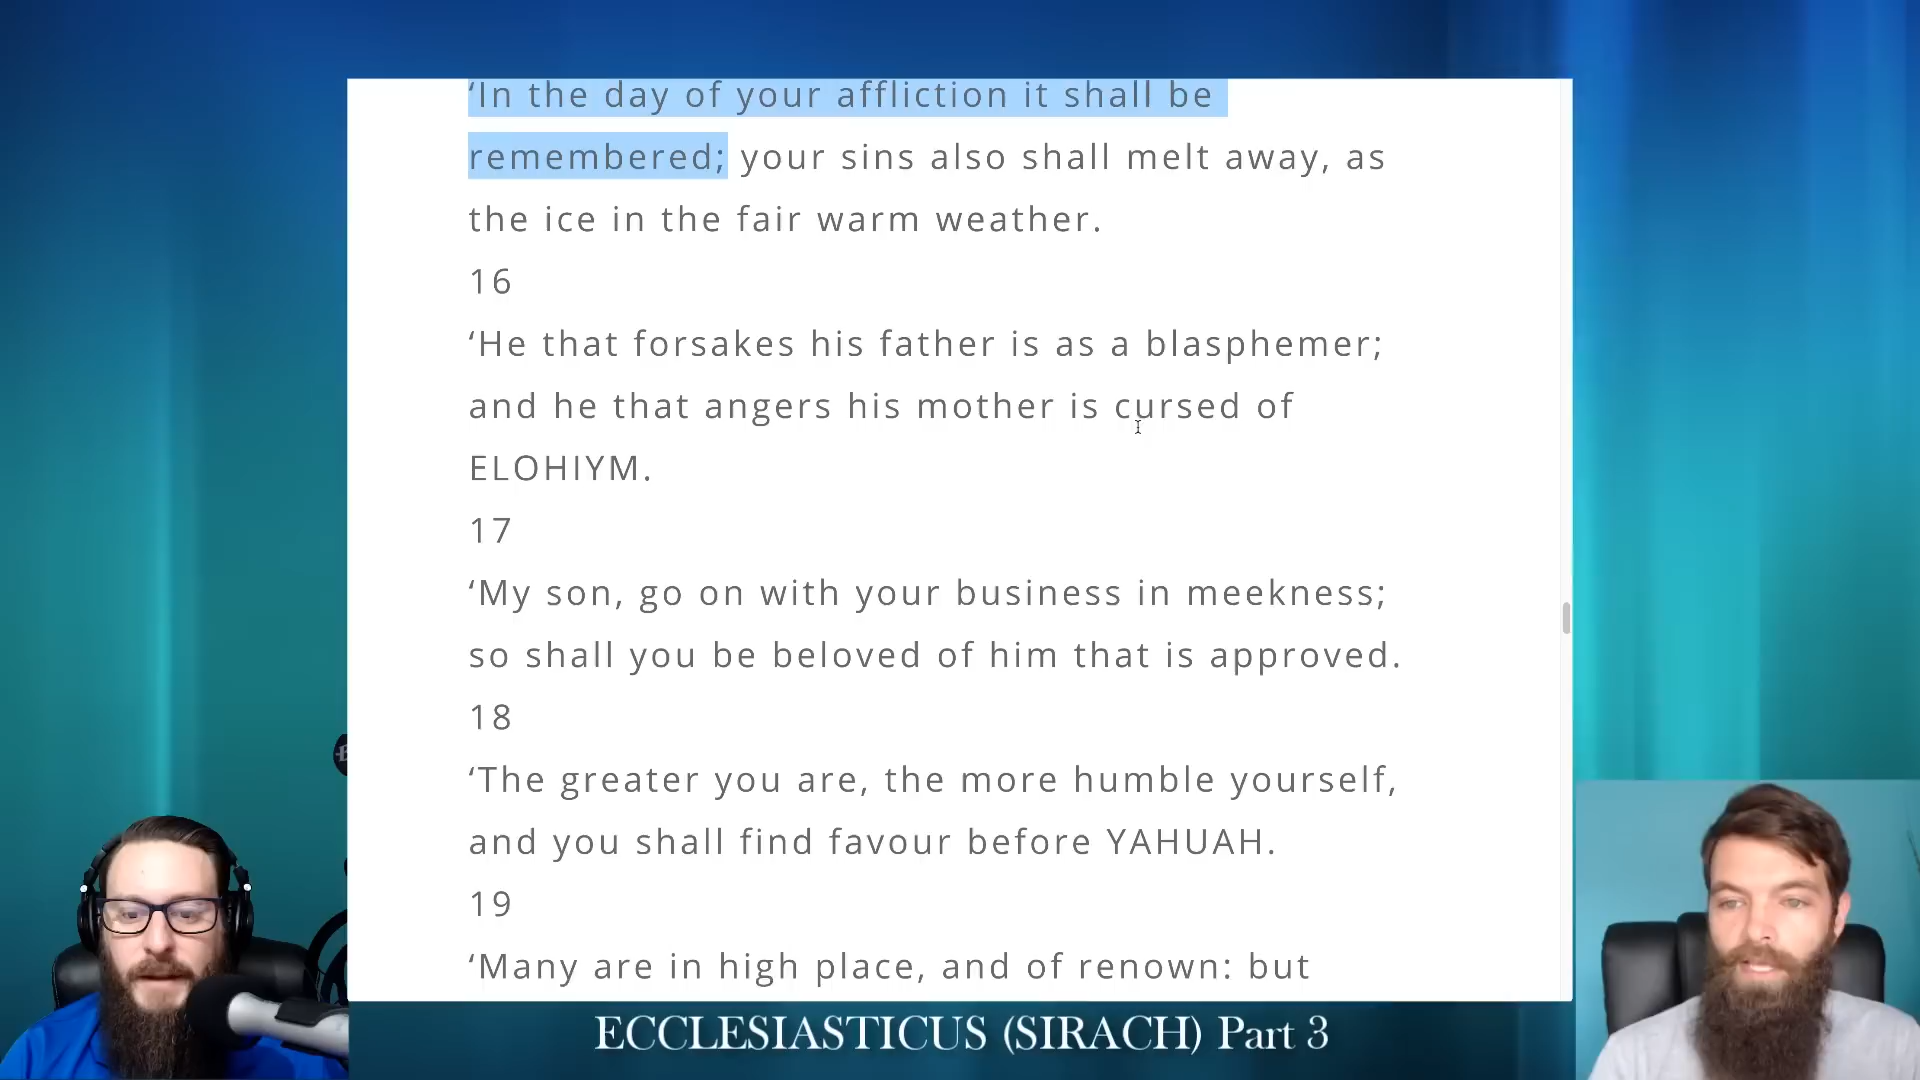 ‘In the day of your affliction it shall be
remembered; your sins also shall melt away, as
the ice in the fair warm weather.
16
‘He that forsakes his father is as a blasphemer;
and he that angers his mother is cursed of
ELOHIYM.
17
‘My son, go on with your business in meekness;
so shall you be beloved of him that is approved.
18
‘The greater you are, the more humble yourself,
and you shall find favour before YAHUAH.
19
‘Many are in high place, and of renown: but
ECCLESIASTICUS (SIRACH) Part 3